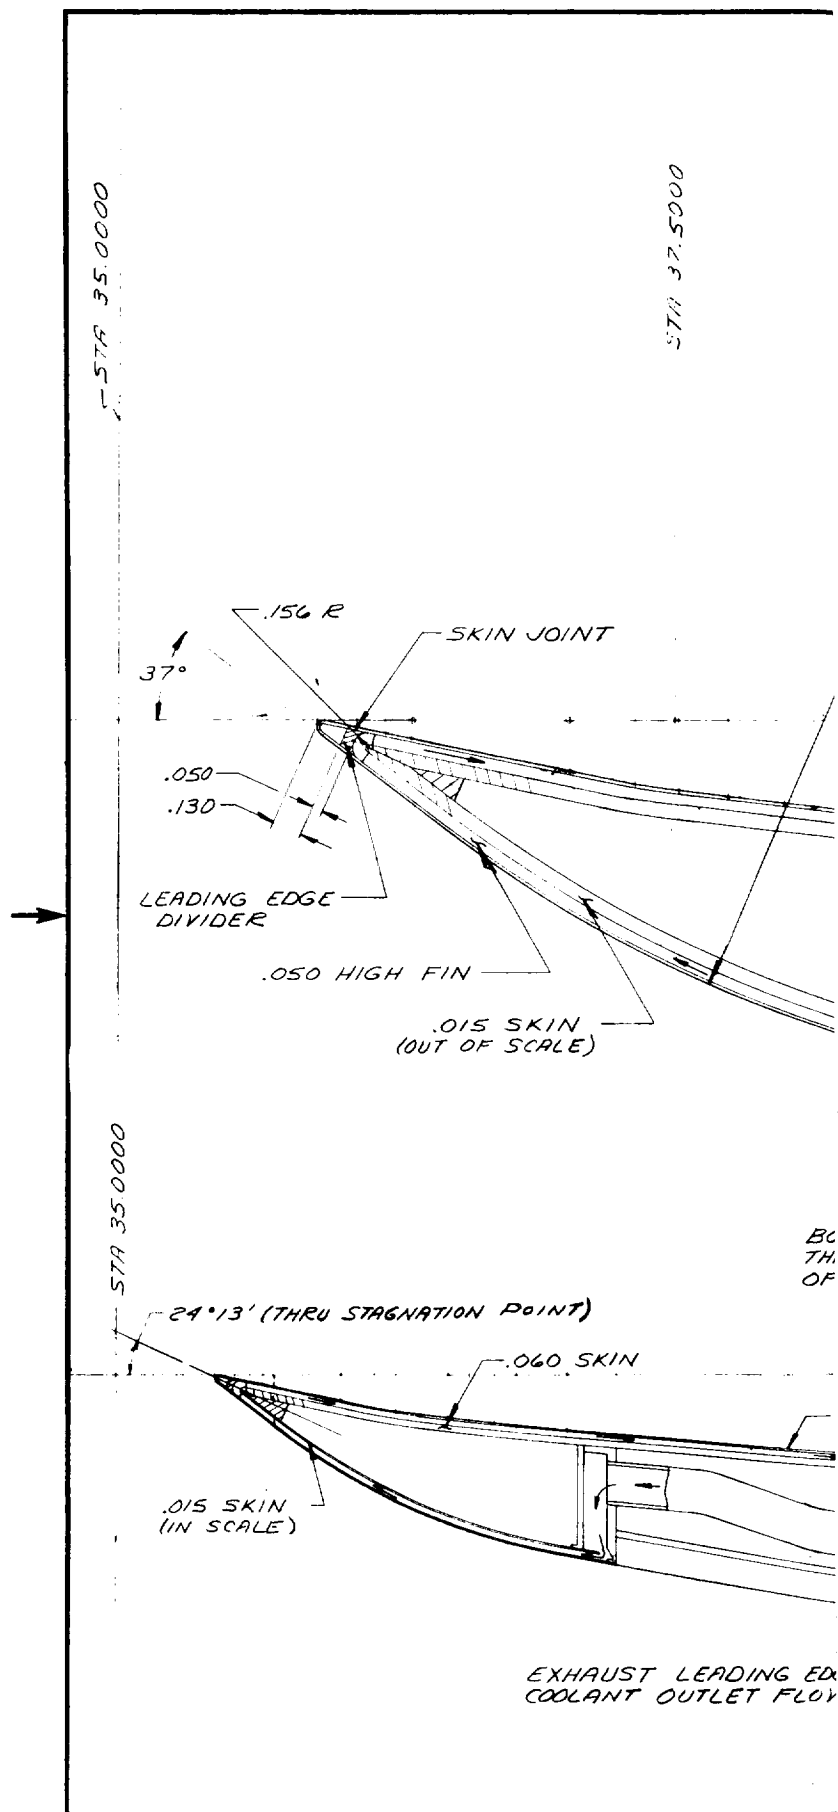 STA 35.0000
STA 37.5000
.156 R
SKIN JOINT
37°
.050
.130
LEADING EDGE
DIVIDER
.050 HIGH FIN
.015 SKIN
(OUT OF SCALE)
STA 35.0000
24°13' (THRU STAGNATION POINT)
.060 SKIN
.015 SKIN
(IN SCALE)
EXHAUST LEADING
COOLANT OUTLET